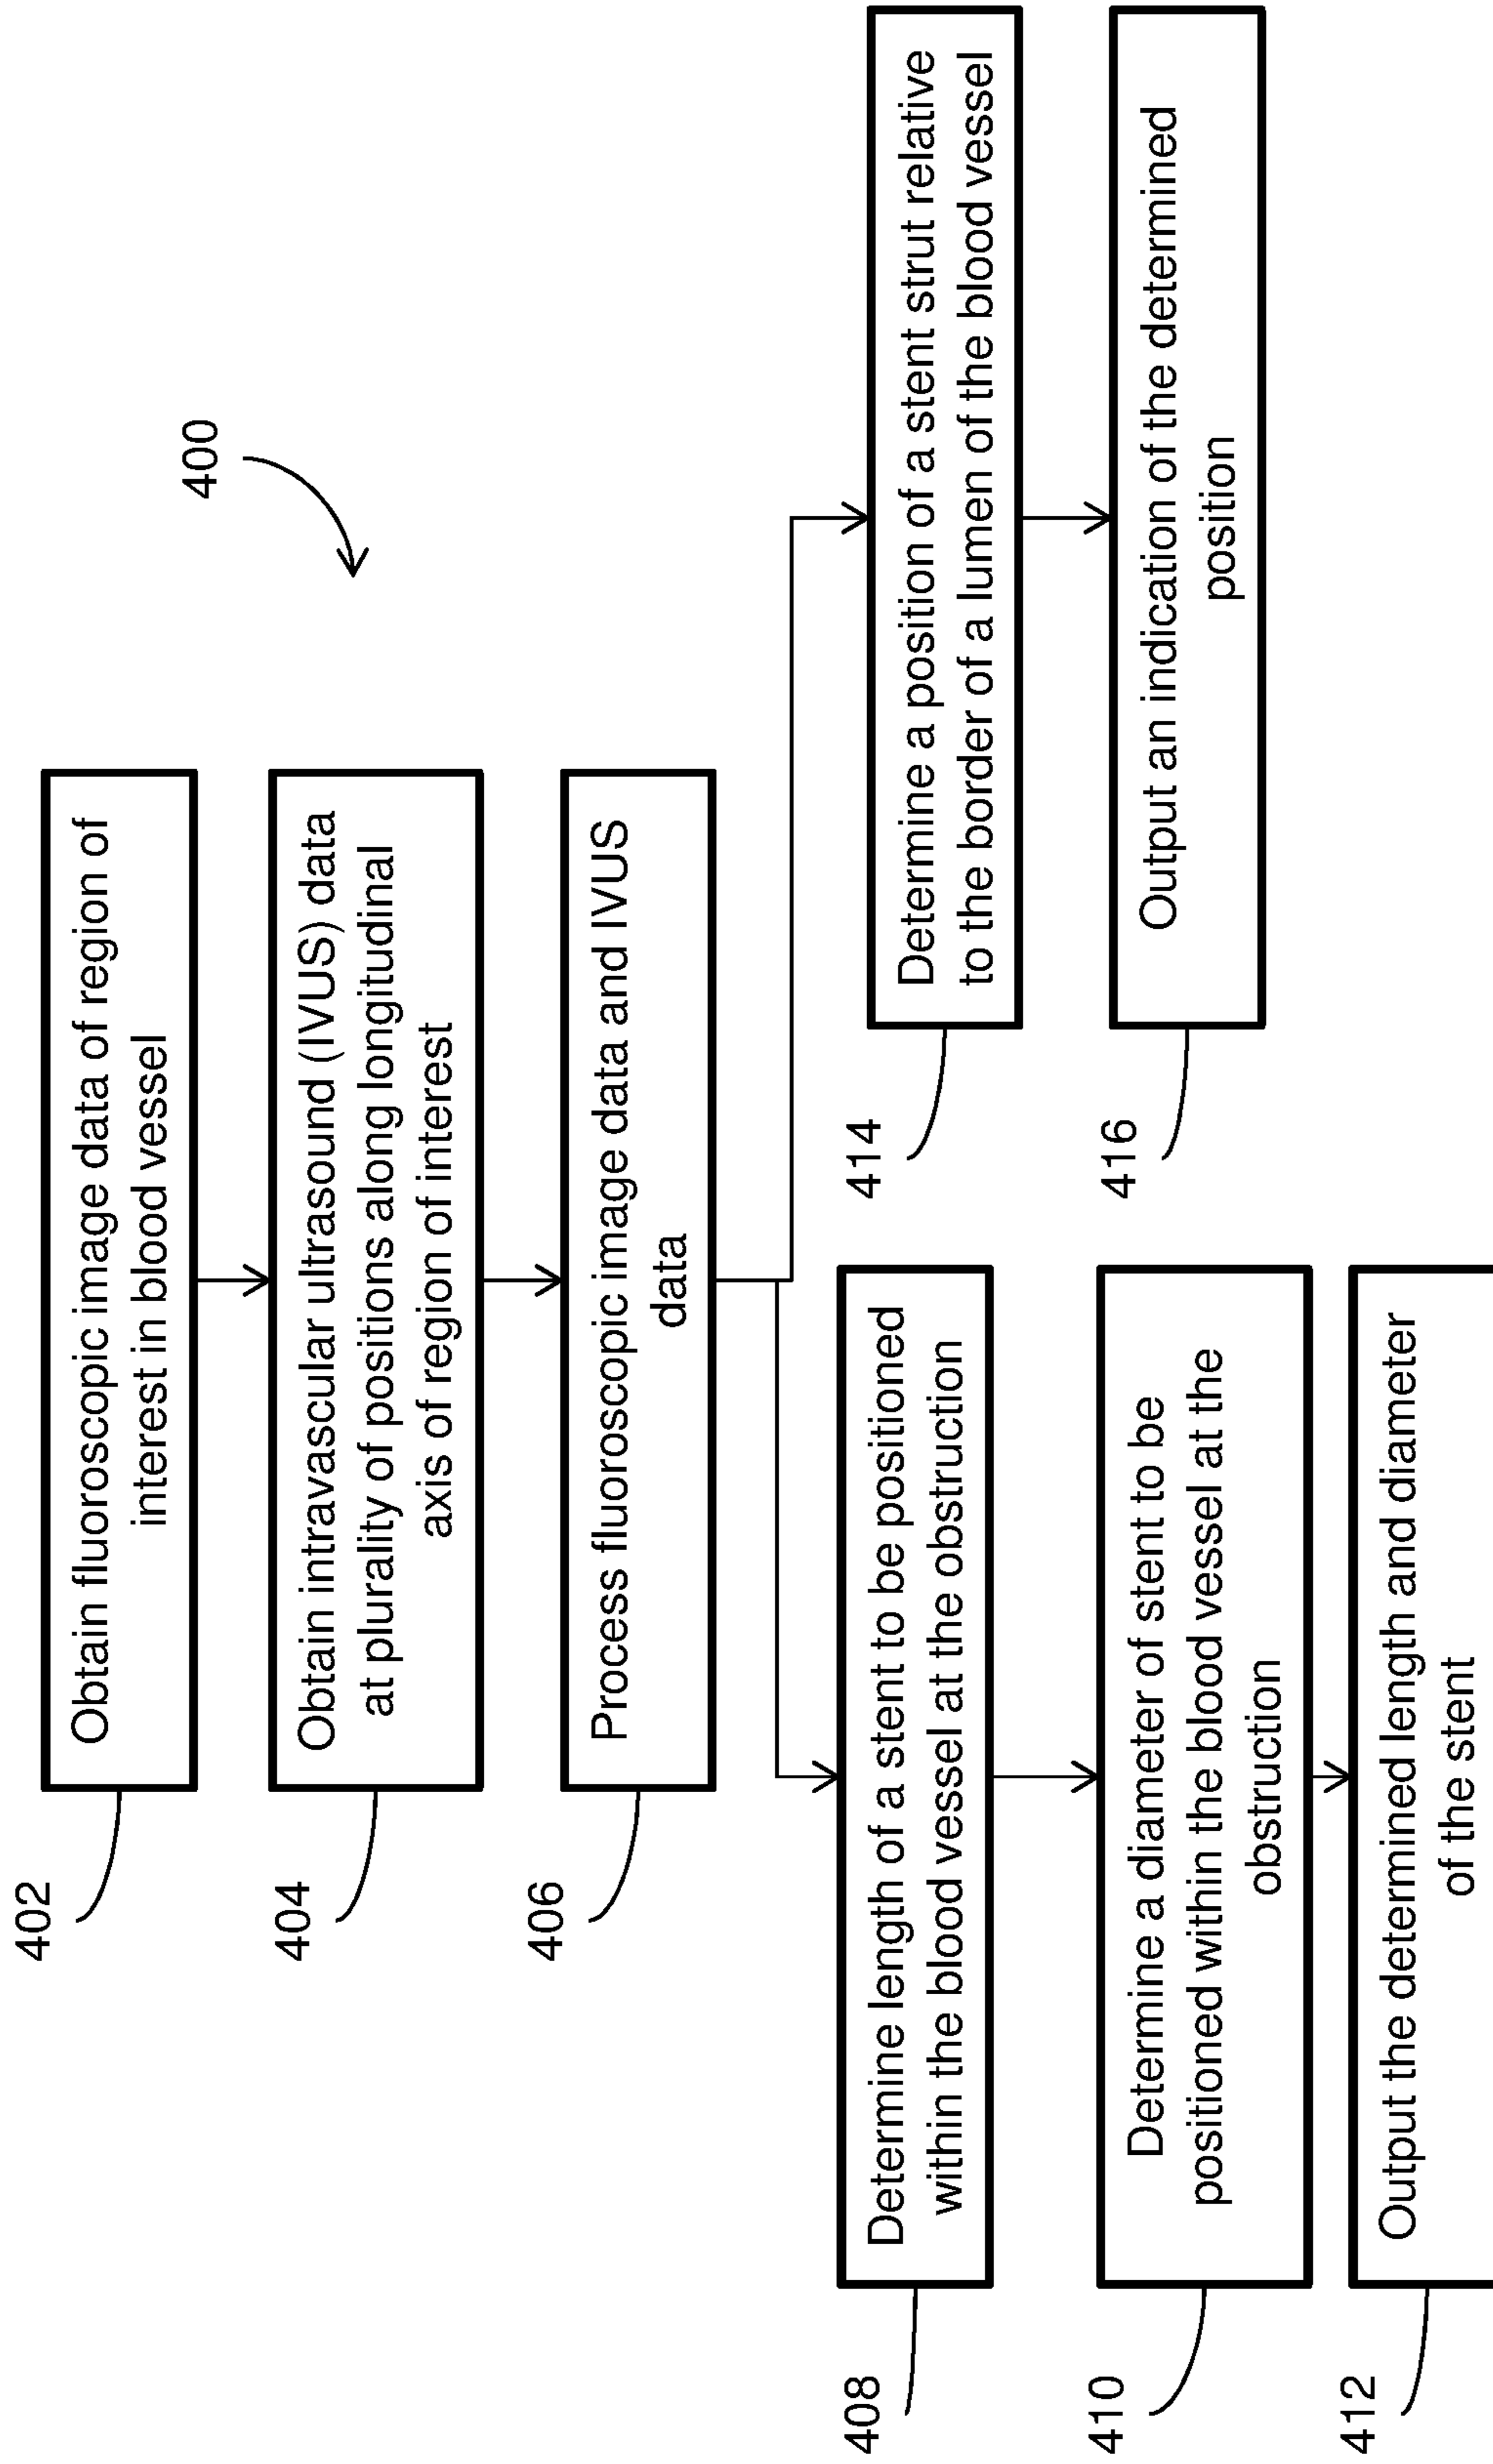 400
402
Obtain fluoroscopic image data of region of
interest in blood vessel
404
Obtain intravascular ultrasound (IVUS) data
at plurality of positions along longitudinal
axis of region of interest
406
Process fluoroscopic image data and IVUS
data
408
Determine length of a stent to be positioned
within the blood vessel at the obstruction
410
Determine a diameter of stent to be
positioned within the blood vessel at the
obstruction
412
Output the determined length and diameter
of the stent
414
Determine a position of a stent strut relative
to the border of a lumen of the blood vessel
416
Output an indication of the determined
position